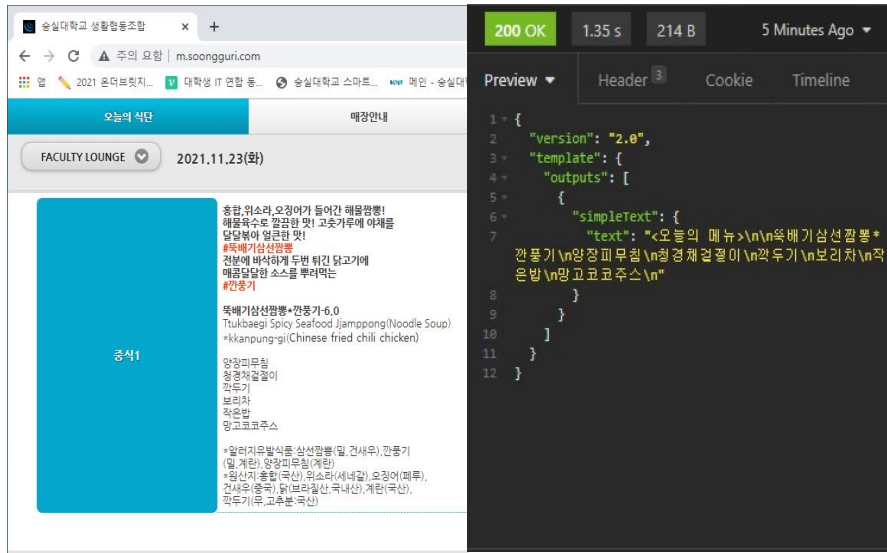 숭실대학교 생활협동조합
주의 요함 | m.soongguri.com
앱
2021 온더브릿지...
대학생 IT 연합 동...
숭실대학교 스마트...
메인 - 숭실대
오늘의 식단
매장안내
FACULTY LOUNGE
2021.11.23(화)
중식1
홍합,위소라,오징어가 들어간 해물짬뽕!
해물육수로 깔끔한 맛! 고춧가루에 야채를
달달볶아 얼큰한 맛!
#뚝배기삼선짬뽕
전분에 바삭하게 두번 튀긴 닭고기에
매콤달달한 소스를 뿌려먹는
#깐풍기
뚝배기삼선짬뽕*깐풍기-6.0
Ttukbaegi Spicy Seafood Jjamppong(Noodle Soup)
*kkanpung-gi(Chinese fried chili chicken)
양장피무침
청경채겉절이
깍두기
보리차
작은밥
망고코코주스
*알러지유발식품:삼선짬뽕(밀,건새우),깐풍기
(밀,계란),양장피무침(계란)
*원산지:홍합(국산),위소라(세네갈),오징어(페루),
건새우(중국),닭(브라질산,국내산),계란(국산),
깍두기(무,고추분:국산)
200 OK
1.35 s
214 B
5 Minutes Ago
Preview
Header 3
Cookie
Timeline
1 {
2 "version": "2.0",
3 "template": {
4 "outputs": [
5 {
6 "simpleText": {
7 "text": "<오늘의 메뉴>\n\n뚝배기삼선짬뽕*
깐풍기\n양장피무침\n청경채겉절이\n깍두기\n보리차\n작
은밥\n망고코코주스\n"
8 }
9 }
10 ]
11 }
12 }